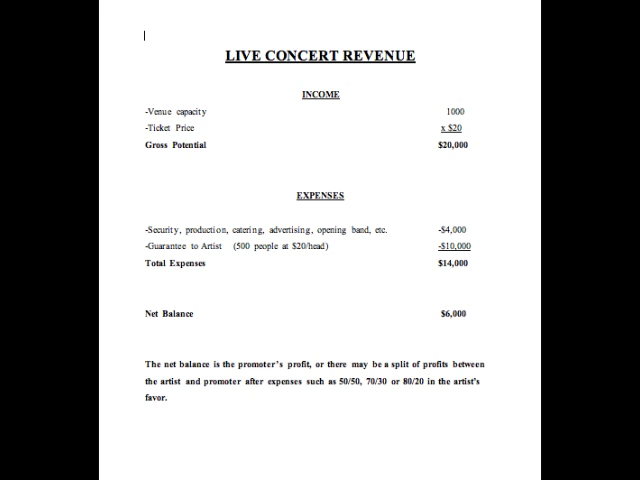 LIVE CONCERT REVENUE
INCOME
-Venue capacity 1000
-Ticket Price x $20
Gross Potential $20,000
EXPENSES
-Security, production, catering, advertising, opening band, etc. -$4,000
-Guarantee to Artist (500 people at $20/head) -$10,000
Total Expenses $14,000
Net Balance $6,000
The net balance is the promoter's profit, or there may be a split of profits between
the artist and promoter after expenses such as 50/50, 70/30 or 80/20 in the artist's
favor.